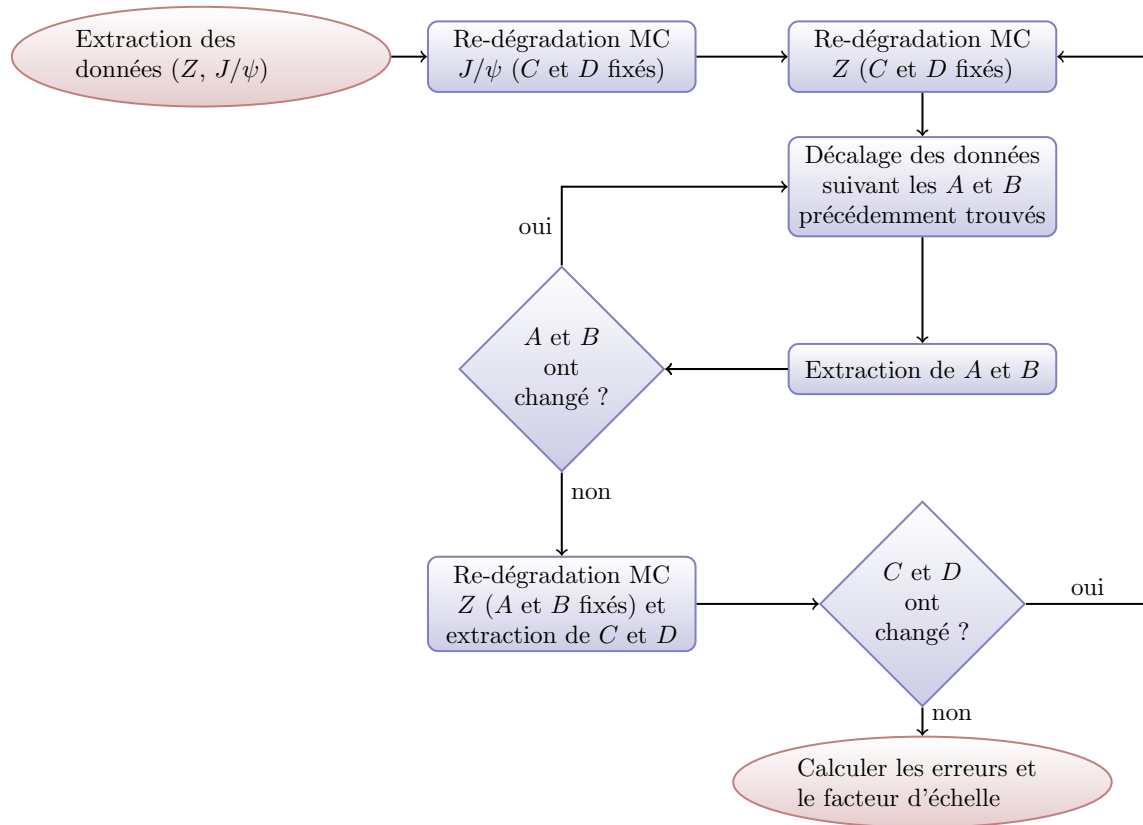 Extraction des
données (Z, J/ψ)
Re-dégradation MC
J/ψ (C et D fixés)
Re-dégradation MC
Z (C et D fixés)
Décalage des données
suivant les A et B
précédemment trouvés
oui
A et B
ont
changé ?
Extraction de A et B
non
Re-dégradation MC
Z (A et B fixés) et
extraction de C et D
C et D
ont
changé ?
oui
non
Calculer les erreurs et
le facteur d'échelle